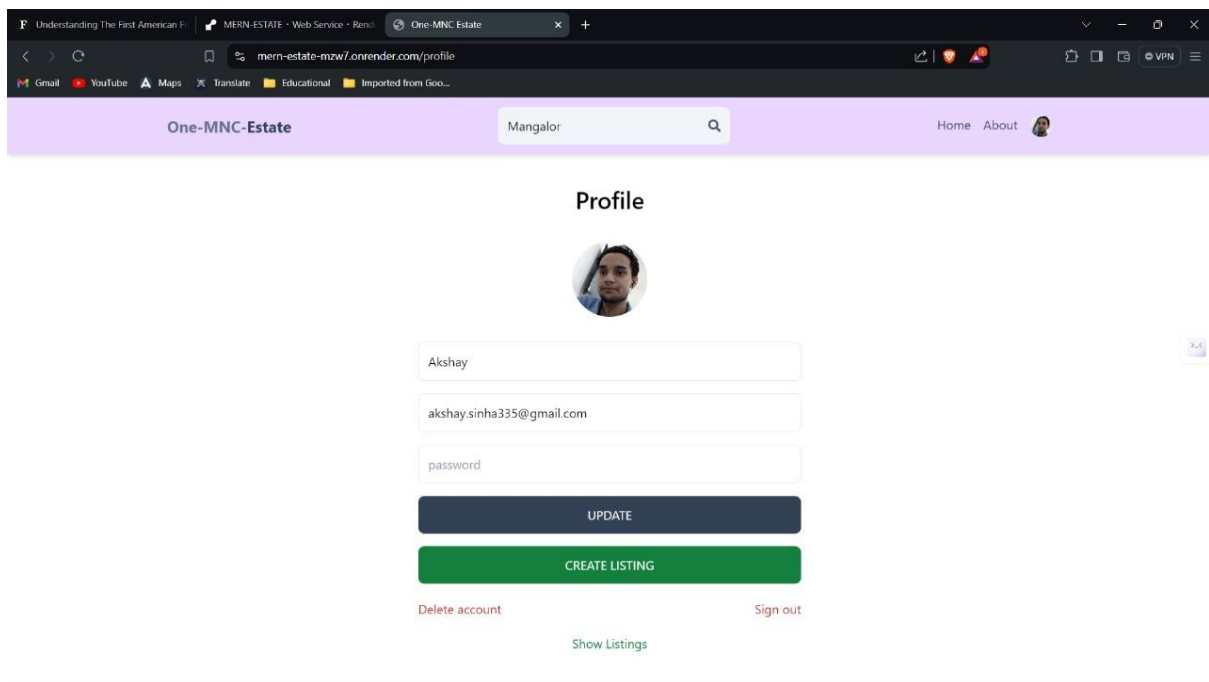 F Understanding The First American Fi MERN-ESTATE · Web Service · Rend One-MNC Estate
mern-estate-mzw7.onrender.com/profile VPN
Gmail YouTube Maps Translate Educational Imported from Goo...
One-MNC-Estate Mangalor Home About
Profile
Akshay
akshay.sinha335@gmail.com
password
UPDATE
CREATE LISTING
Delete account Sign out
Show Listings